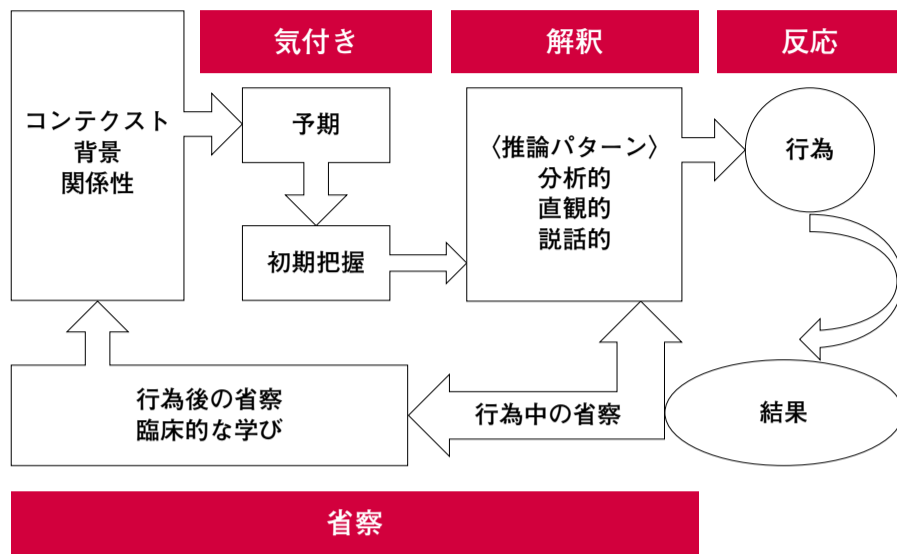 気付き
解釈
反応
コンテクスト
背景
関係性
予期
初期把握
〈推論パターン〉
分析的
直観的
説話的
行為
行為後の省察
臨床的な学び
行為中の省察
結果
省察